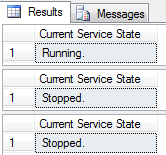 Results Messages
Current Service State
1 Running.
Current Service State
1 Stopped.
Current Service State
1 Stopped.